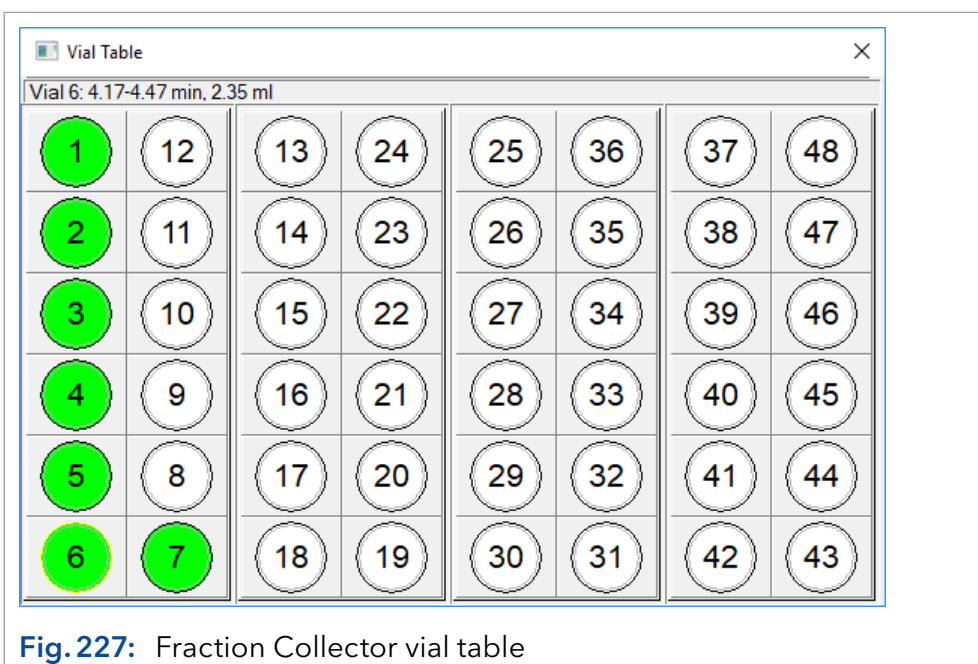 Vial Table
Vial 6: 4.17-4.47 min, 2.35 ml
1 12 13 24 25 36 37 48
2 11 14 23 26 35 38 47
3 10 15 22 27 34 39 46
4 9 16 21 28 33 40 45
5 8 17 20 29 32 41 44
6 7 18 19 30 31 42 43
Fig. 227: Fraction Collector vial table